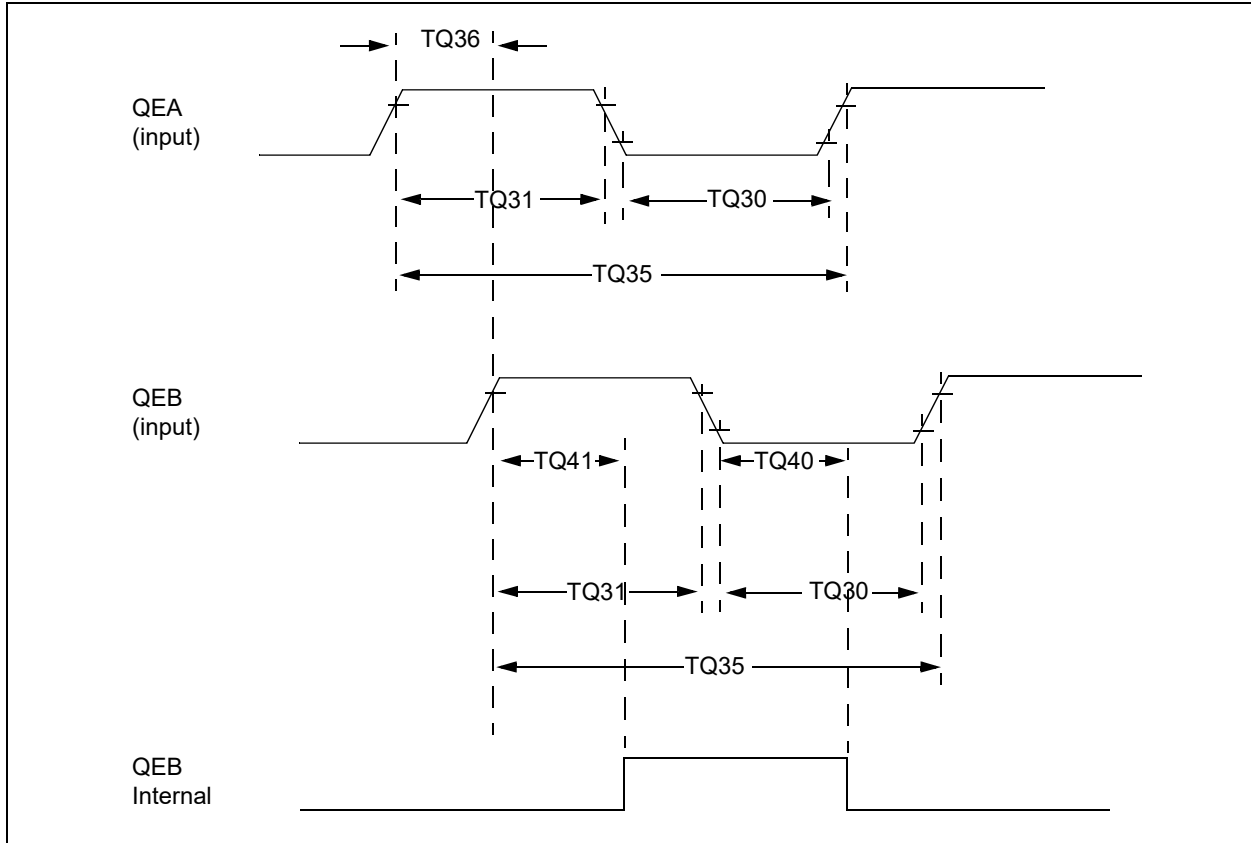 TQ36
QEA
(input)
TQ31
TQ30
TQ35
QEB
(input)
TQ41
TQ40
TQ31
TQ30
TQ35
QEB
Internal